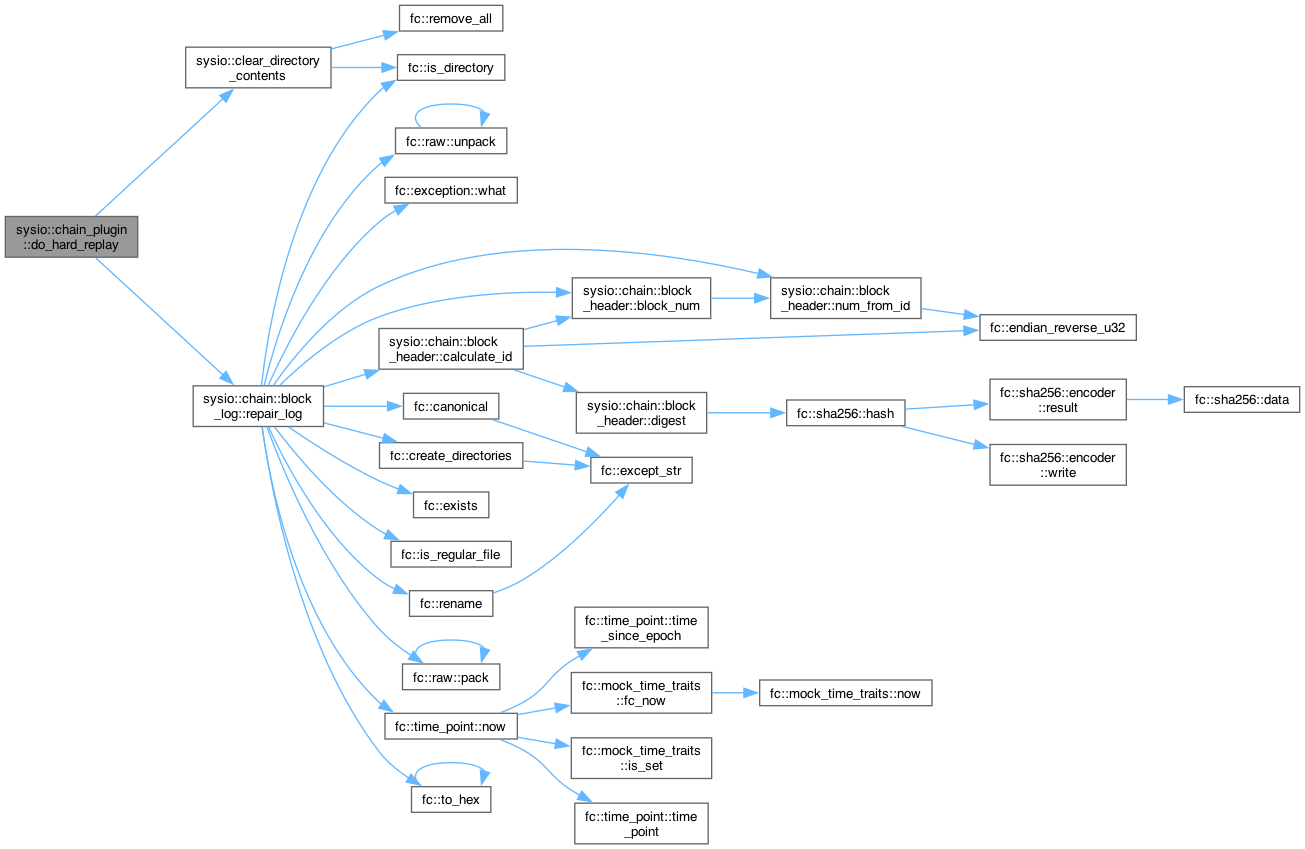 fc::remove_all
sysio::clear_directory
_contents
fc::is_directory
fc::raw::unpack
fc::exception::what
sysio::chain_plugin
::do_hard_replay
sysio::chain::block
_header::block_num
sysio::chain::block
_header::num_from_id
fc::endian_reverse_u32
sysio::chain::block
_header::calculate_id
sysio::chain::block
_log::repair_log
fc::canonical
sysio::chain::block
_header::digest
fc::sha256::hash
fc::sha256::encoder
::result
fc::sha256::data
fc::create_directories
fc::except_str
fc::sha256::encoder
::write
fc::exists
fc::is_regular_file
fc::rename
fc::time_point::time
_since_epoch
fc::raw::pack
fc::mock_time_traits
::fc_now
fc::mock_time_traits::now
fc::time_point::now
fc::mock_time_traits
::is_set
fc::to_hex
fc::time_point::time
_point